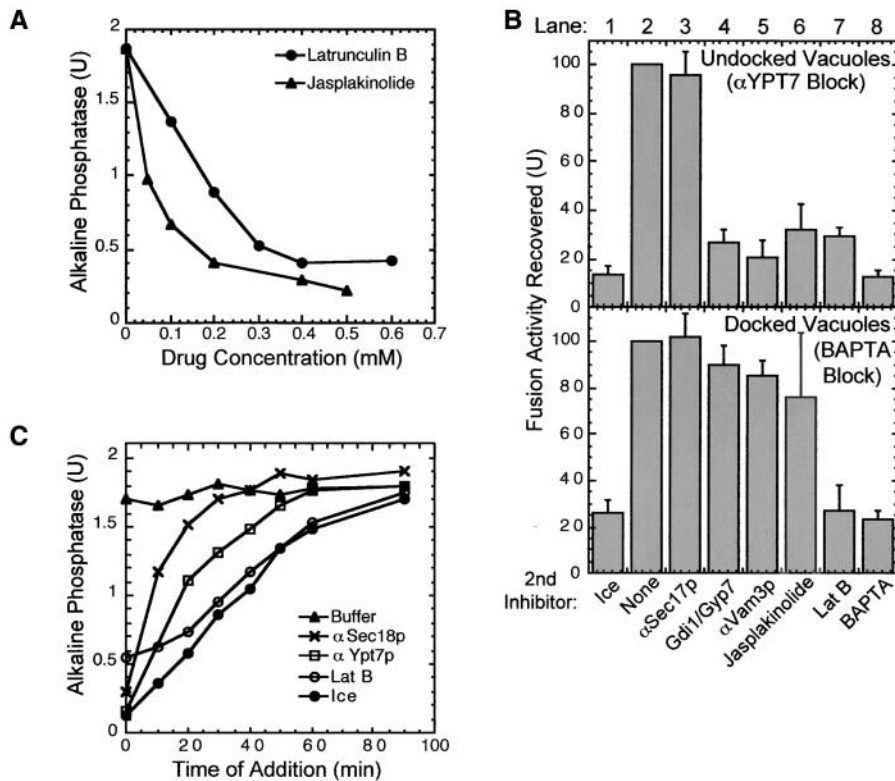 A
Alkaline Phosphatase (U)
2
1.5
1
0.5
0
Latrunculin B
Jasplakinolide
0 0.1 0.2 0.3 0.4 0.5 0.6 0.7
Drug Concentration (mM)
B
Lane: 1 2 3 4 5 6 7 8
Fusion Activity Recovered (U)
100
80
60
40
20
0
Undocked Vacuoles
(αYPT7 Block)
100
80
60
40
20
0
Docked Vacuoles
(BAPTA
Block)
2nd
Inhibitor:
Ice
None
αSec17p
Gdi1/Gyp7
αVam3p
Jasplakinolide
Lat B
BAPTA
C
Alkaline Phosphatase (U)
2
1.5
1
0.5
0
Buffer
α Sec18p
α Ypt7p
Lat B
Ice
0 20 40 60 80 100
Time of Addition (min)